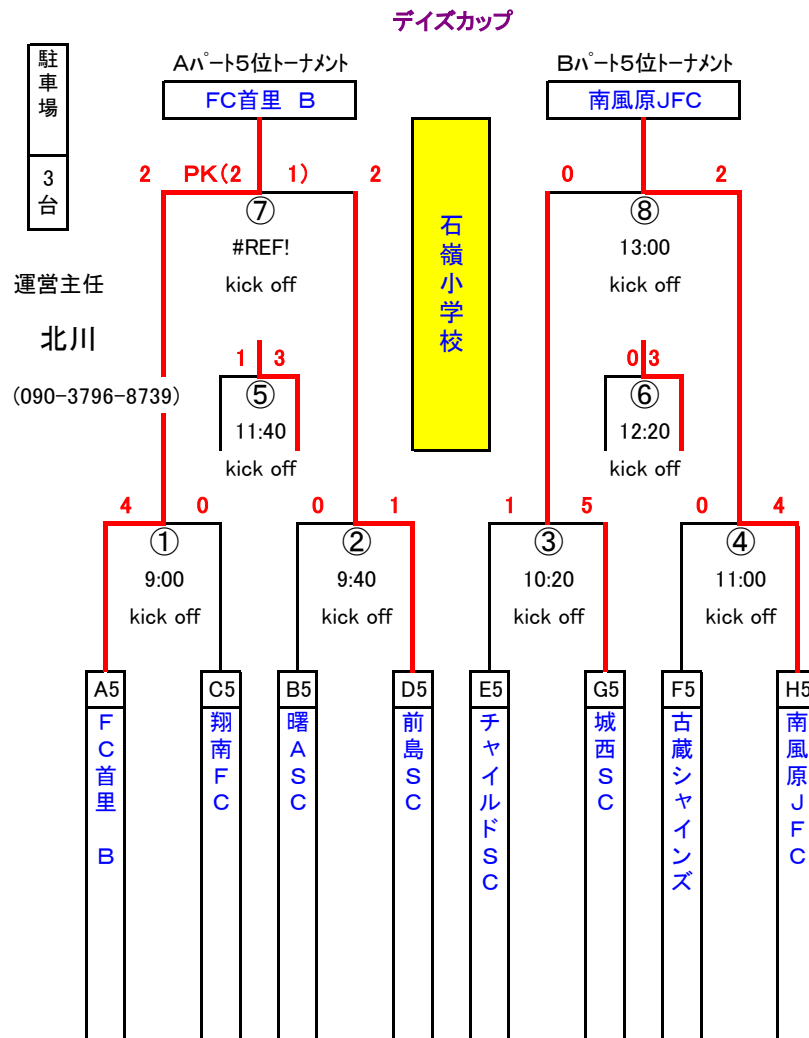 デイズカップ
Aパート5位トーナメント
Bパート5位トーナメント
駐車場
3台
FC首里 B
南風原JFC
石嶺小学校
2 PK(2 1) 2
0 2
⑦
⑧
#REF!
13:00
kick off
kick off
運営主任
北川
(090-3796-8739)
1 3
0 3
⑤
⑥
11:40
12:20
kick off
kick off
4 0
0 1
1 5
0 4
①
②
③
④
9:00
9:40
10:20
11:00
kick off
kick off
kick off
kick off
A5
C5
B5
D5
E5
G5
F5
H5
FC首里 B
翔南FC
曙ASC
前島SC
チャイルドSC
城西SC
古蔵シャインズ
南風原JFC